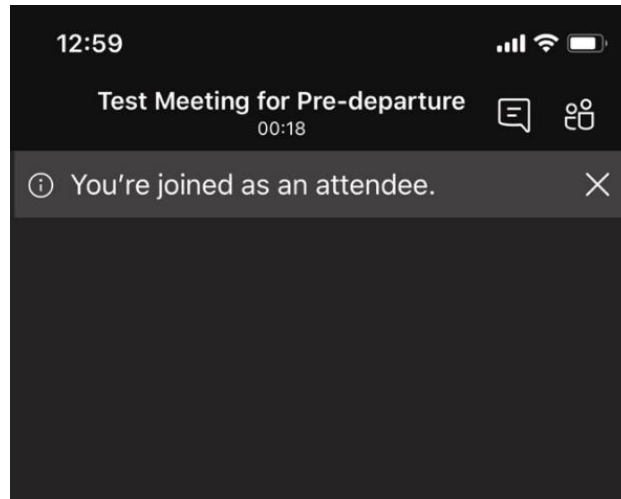 12:59
Test Meeting for Pre-departure
00:18
You're joined as an attendee.